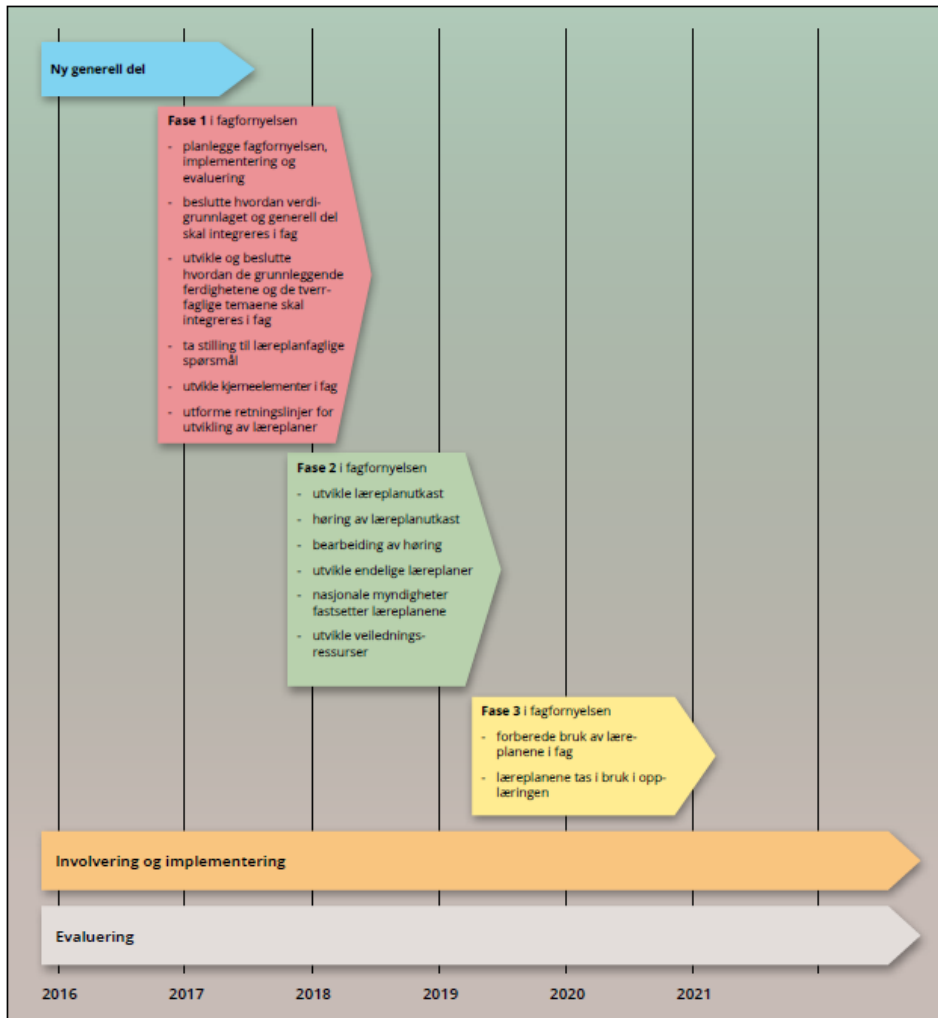 Ny generell del
Fase 1 i fagfornyelsen
- planlegge fagfornyelsen,
implementering og
evaluering
- beslutte hvordan verdi-
grunnlaget og generell del
skal integreres i fag
- utvikle og beslutte
hvordan de grunnleggende
ferdighetene og de tverr-
faglige temaene skal
integreres i fag
- ta stilling til læreplanfaglige
spørsmål
- utvikle kjerneelementer i fag
- utforme retningslinjer for
utvikling av læreplaner
Fase 2 i fagfornyelsen
- utvikle læreplanutkast
- høring av læreplanutkast
- bearbeiding av høring
- utvikle endelige læreplaner
- nasjonale myndigheter
fastsetter læreplanene
- utvikle veilednings-
ressurser
Fase 3 i fagfornyelsen
- forberede bruk av lære-
planene i fag
- læreplanene tas i bruk i opp-
læringen
Involvering og implementering
Evaluering
2016 2017 2018 2019 2020 2021